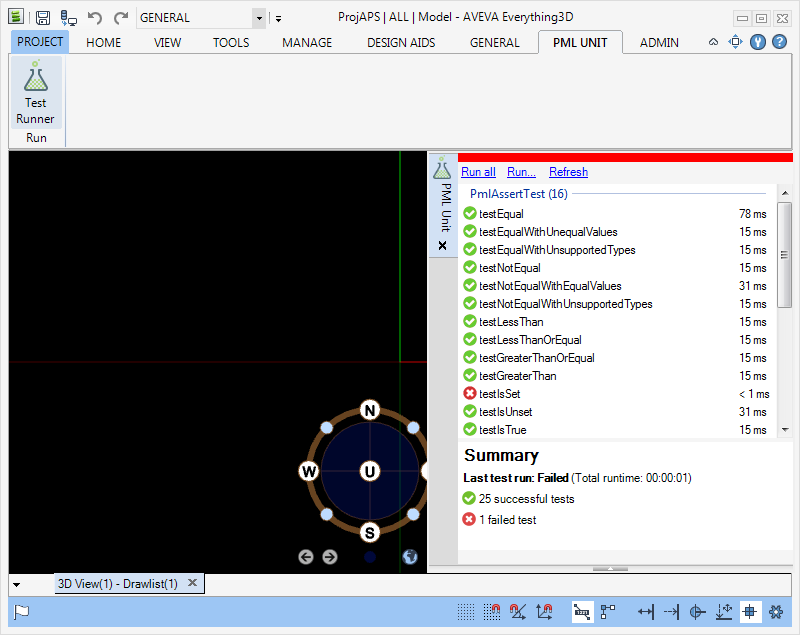 GENERAL
ProjAPS | ALL | Model - AVEVA Everything3D
PROJECT HOME VIEW TOOLS MANAGE DESIGN AIDS GENERAL PML UNIT ADMIN
Test
Runner
Run
PML Unit
Run all Run... Refresh
PmlAssertTest (16)
testEqual 78 ms
testEqualWithUnequalValues 15 ms
testEqualWithUnsupportedTypes 15 ms
testNotEqual 15 ms
testNotEqualWithEqualValues 31 ms
testNotEqualWithUnsupportedTypes 15 ms
testLessThan 15 ms
testLessThanOrEqual 15 ms
testGreaterThanOrEqual 15 ms
testGreaterThan 15 ms
testIsSet < 1 ms
testIsUnset 31 ms
testIsTrue 15 ms
N
W U
S
Summary
Last test run: Failed (Total runtime: 00:00:01)
25 successful tests
1 failed test
3D View(1) - Drawlist(1)